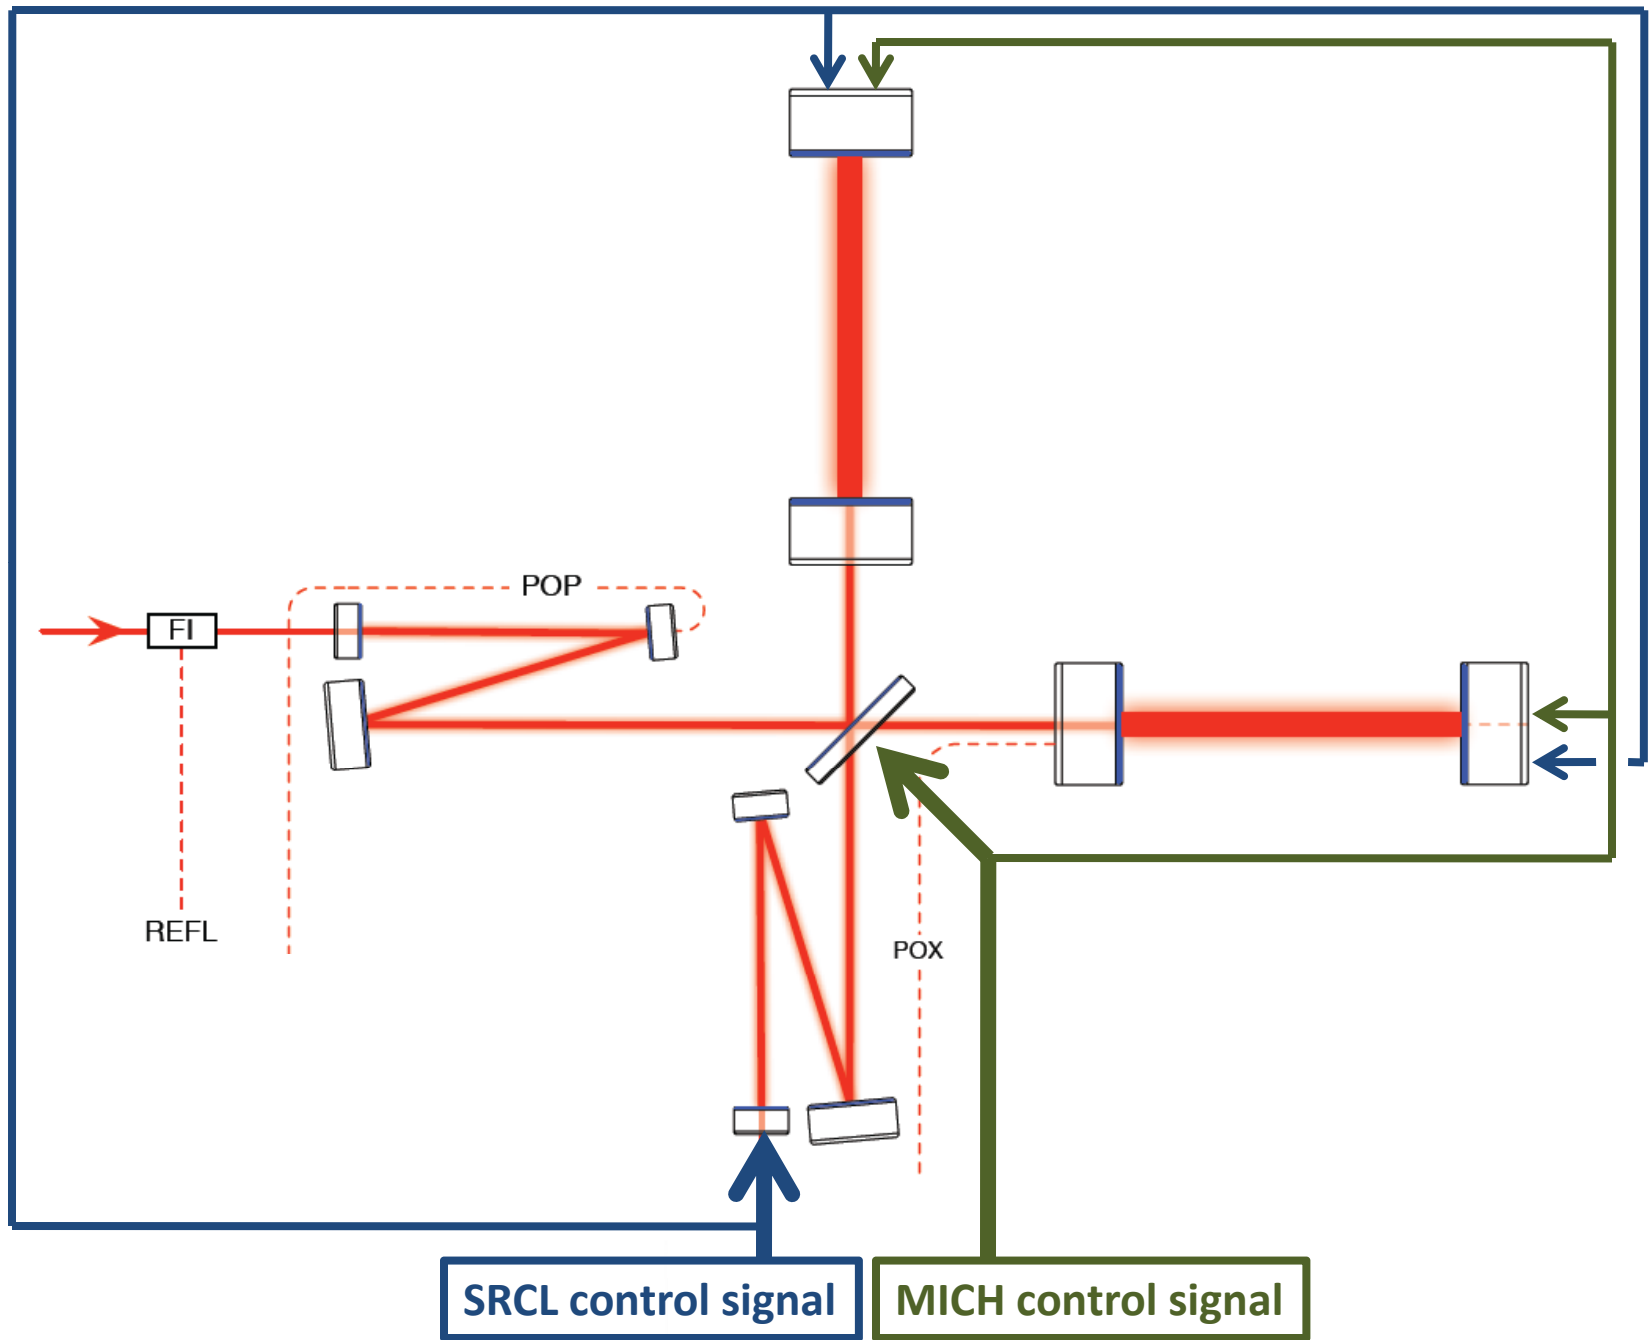 POP
FI
REFL
POX
SRCL control signal
MICH control signal